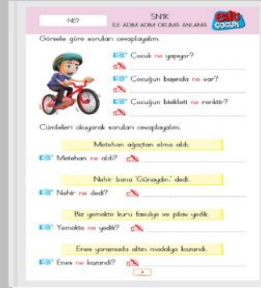 NE?
5N1K
İLE ADIM ADIM OKUMA ANLAMA
ÇOCUK
Görsele göre soruları cevaplayalım.
Çocuk ne yapıyor?
Çocuğun başında ne var?
Çocuğun bisikleti ne renktir?
Cümleleri okuyarak soruları cevaplayalım.
Metehan ağaçtan elma aldı.
Metehan ne aldı?
Nehir bana "Günaydın." dedi.
Nehir ne dedi?
Biz yemekte kuru fasulye ve pilav yedik.
Yemekte ne yedik?
Enes yarışmada altın madalya kazandı.
Enes ne kazandı?